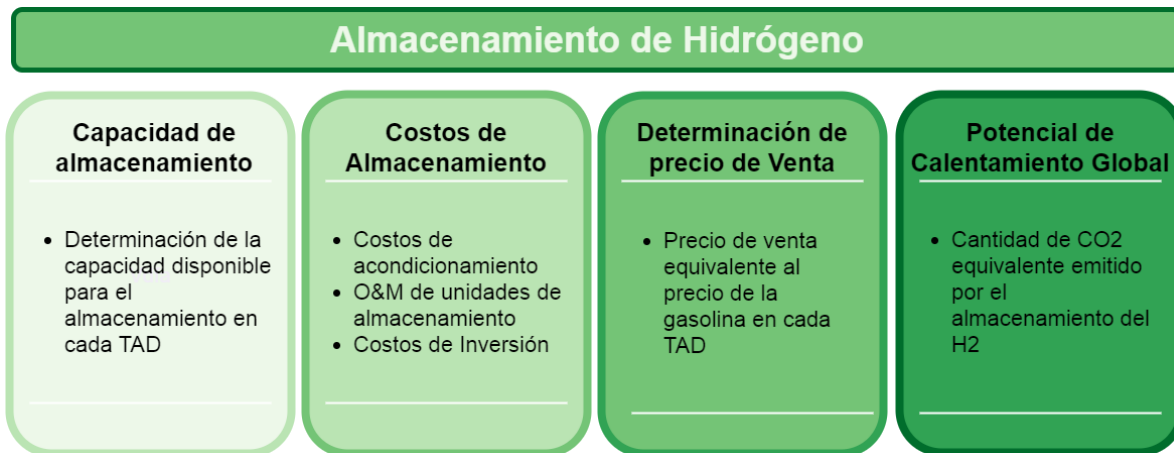 Almacenamiento de Hidrógeno
Capacidad de
almacenamiento
• Determinación de la
capacidad disponible
para el
almacenamiento en
cada TAD
Costos de
Almacenamiento
• Costos de
acondicionamiento
• O&M de unidades de
almacenamiento
• Costos de Inversión
Determinación de
precio de Venta
• Precio de venta
equivalente al
precio de la
gasolina en cada
TAD
Potencial de
Calentamiento Global
• Cantidad de CO2
equivalente emitido
por el
almacenamiento del
H2